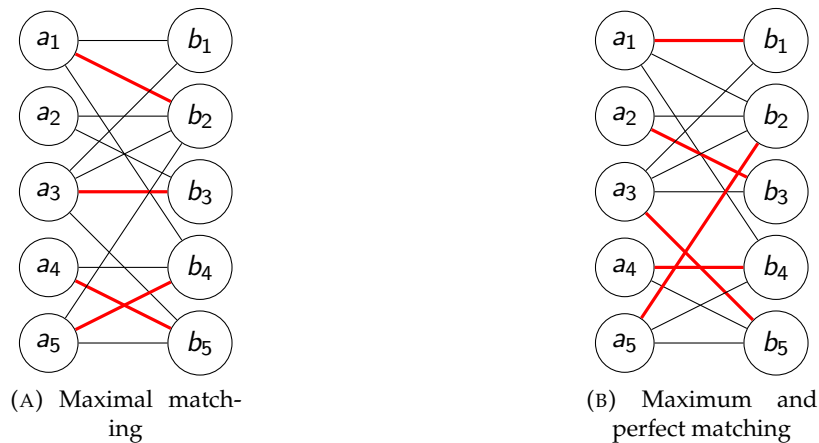 a1 b1 a1 b1
a2 b2 a2 b2
a3 b3 a3 b3
a4 b4 a4 b4
a5 b5 a5 b5
(A) Maximal match-
ing
(B) Maximum and
perfect matching